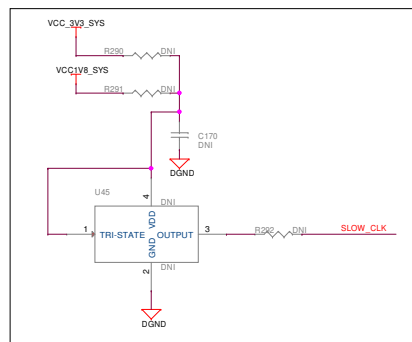 VCC_3V3_SYS
R290 DNI
VCC1V8_SYS
R291 DNI
C170
DNI
DGND
U45
4 DNI
1 TRI-STATE GND VDD OUTPUT 3 R292 DNI SLOW_CLK
2 DNI
DGND